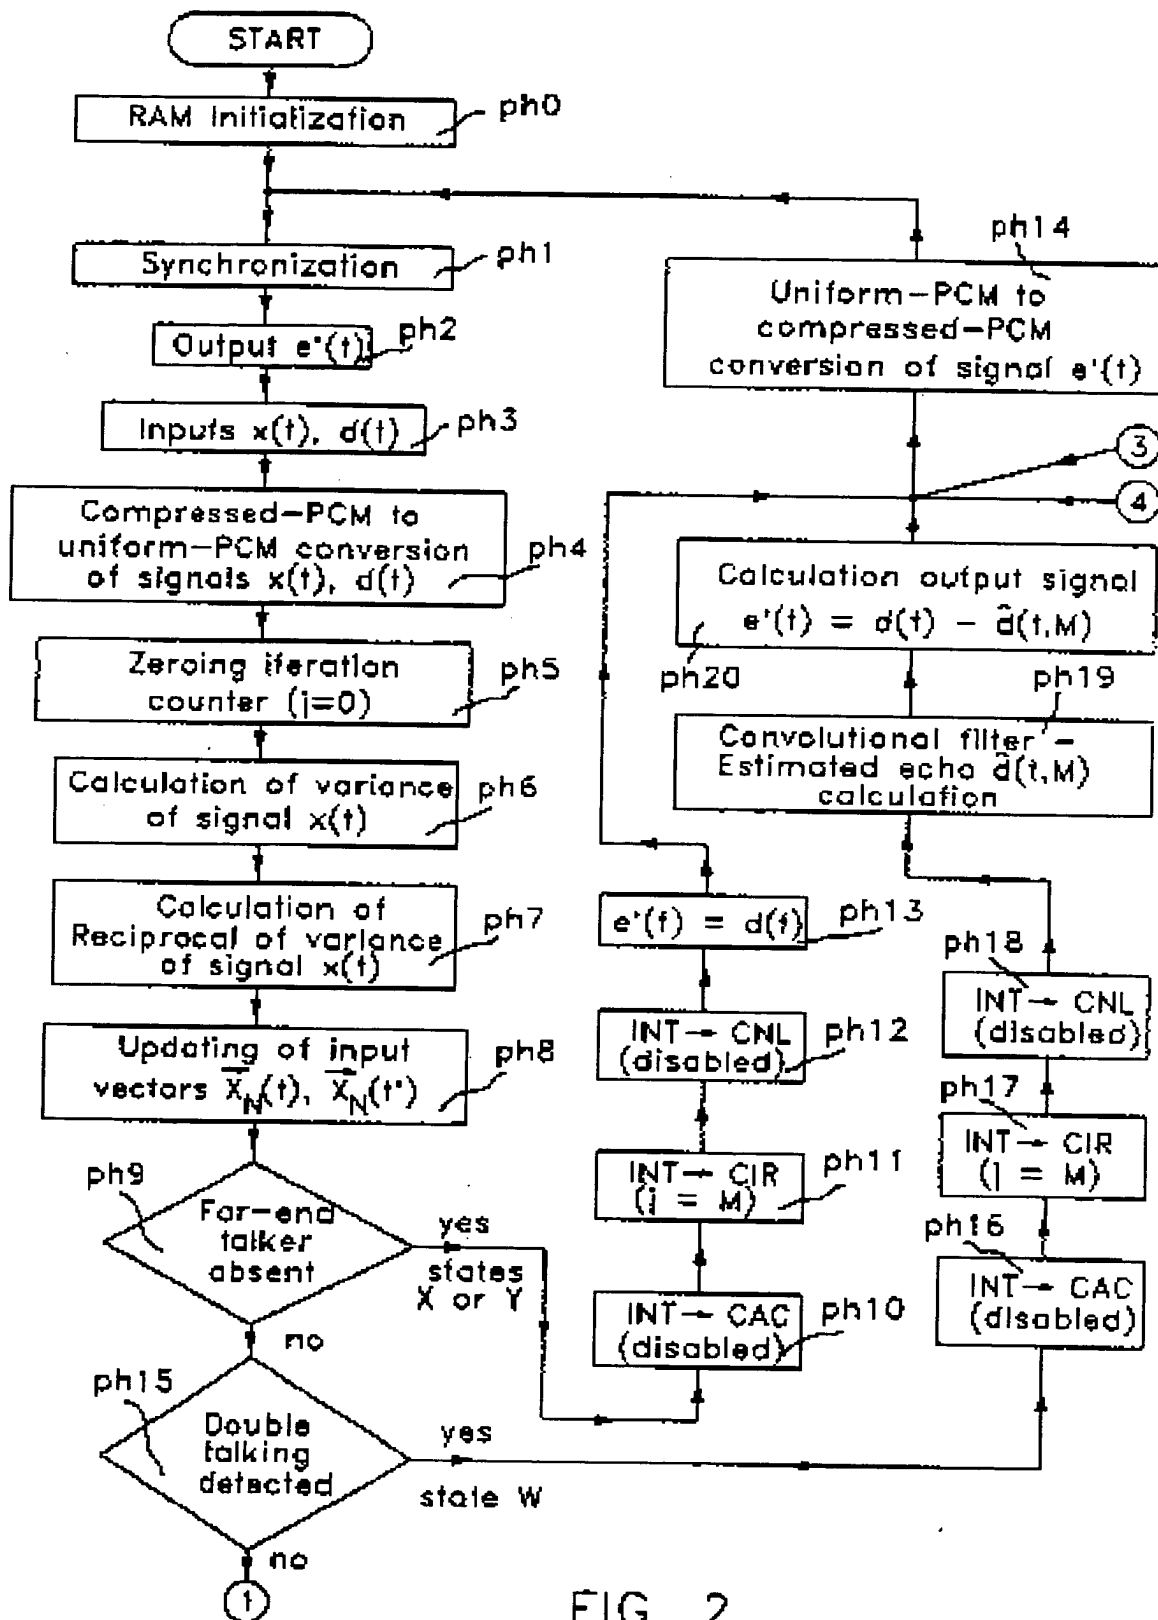 START
RAM Initialization
ph0
Synchronization
ph1
Output e'(t)
ph2
Inputs x(t), d(t)
ph3
Compressed-PCM to
uniform-PCM conversion
of signals x(t), d(t)
ph4
Zeroing iteration
counter (j=0)
ph5
Calculation of variance
of signal x(t)
ph6
Calculation of
Reciprocal of variance
of signal x(t)
ph7
Updating of input
vectors X⃗_N(t), X⃗_N(t')
ph8
ph9
Far-end
talker
absent
yes
states
X or Y
no
ph15
Double
talking
detected
yes
state W
no
1
INT → CAC
(disabled)
ph10
INT → CIR
(j = M)
ph11
INT → CNL
(disabled)
ph12
e'(t) = d(t)
ph13
ph14
Uniform-PCM to
compressed-PCM
conversion of signal e'(t)
3
4
Calculation output signal
e'(t) = d(t) - d̂(t,M)
ph20
ph19
Convolutional filter -
Estimated echo d̂(t,M)
calculation
ph18
INT → CNL
(disabled)
ph17
INT → CIR
(j = M)
ph16
INT → CAC
(disabled)
FIG. 2